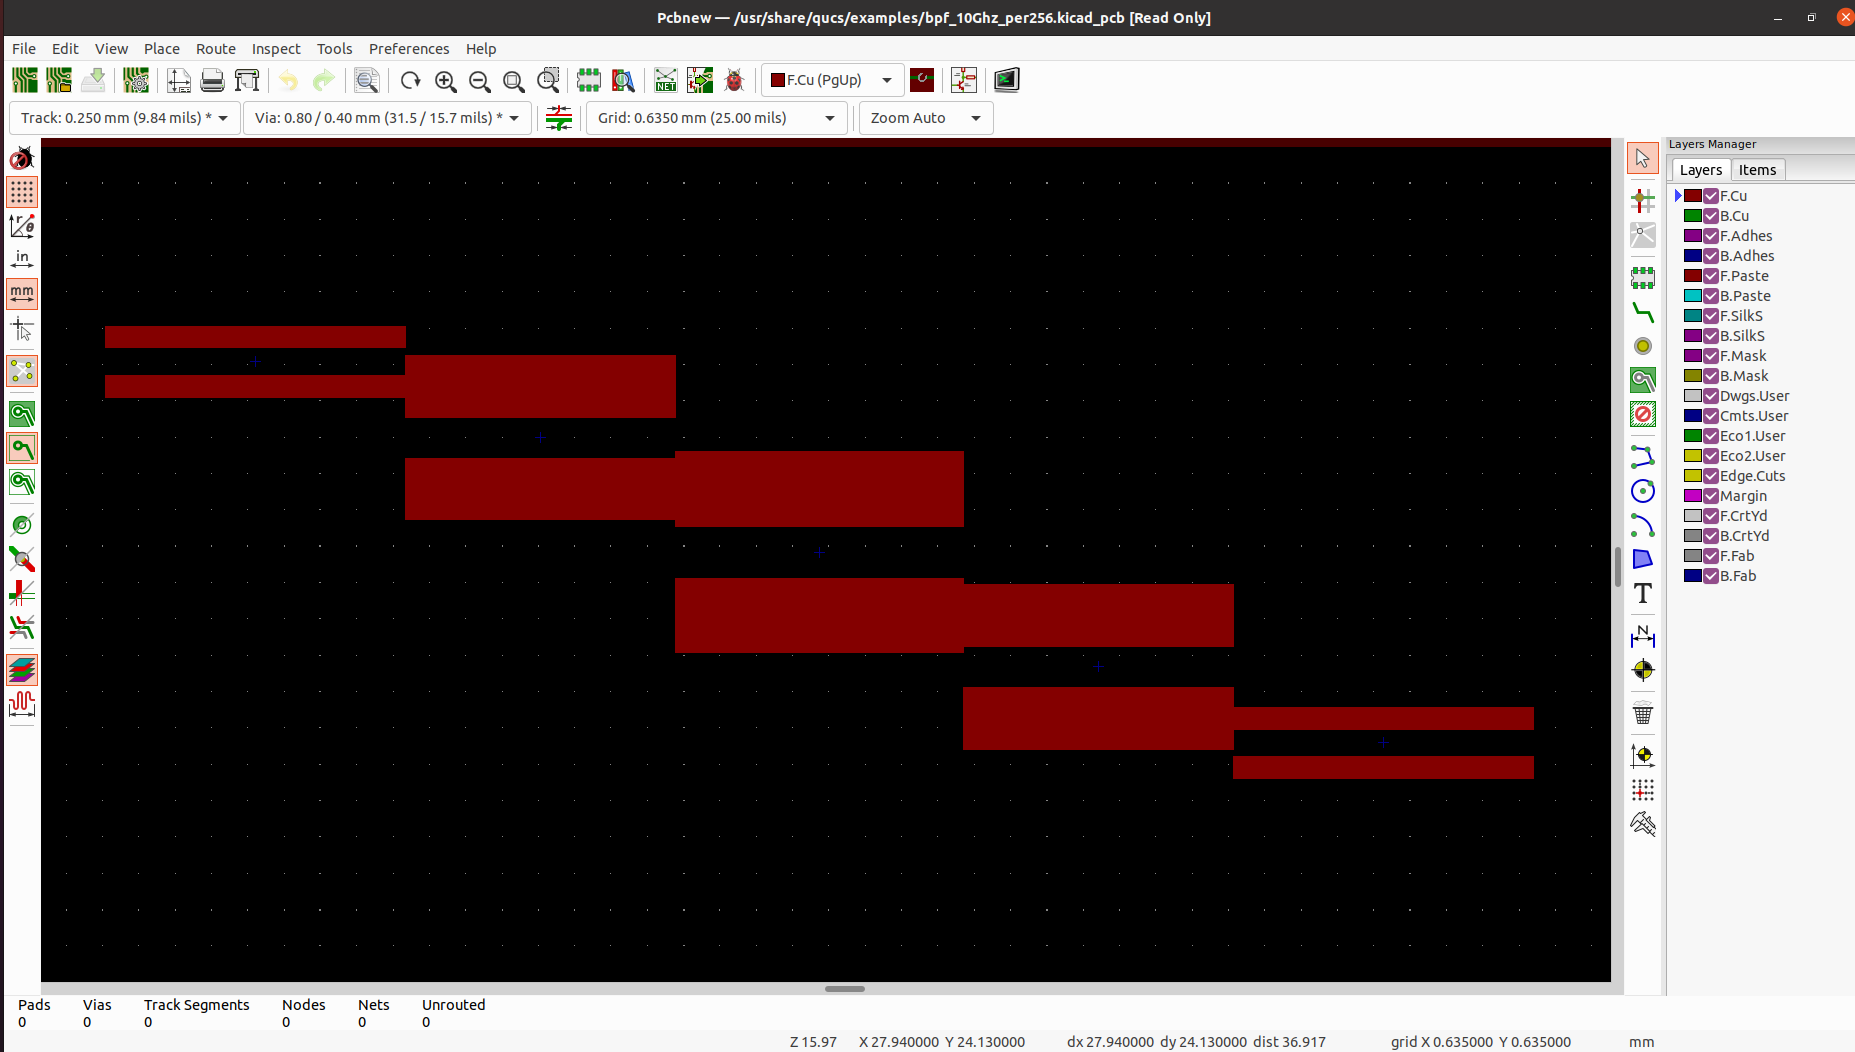 Pcbnew — /usr/share/qucs/examples/bpf_10Ghz_per256.kicad_pcb [Read Only]
File Edit View Place Route Inspect Tools Preferences Help
NET F.Cu (PgUp)
Track: 0.250 mm (9.84 mils) * Via: 0.80 / 0.40 mm (31.5 / 15.7 mils) * Grid: 0.6350 mm (25.00 mils) Zoom Auto
r
θ
in
mm
T
N
Layers Manager
Layers Items
F.Cu
B.Cu
F.Adhes
B.Adhes
F.Paste
B.Paste
F.SilkS
B.SilkS
F.Mask
B.Mask
Dwgs.User
Cmts.User
Eco1.User
Eco2.User
Edge.Cuts
Margin
F.CrtYd
B.CrtYd
F.Fab
B.Fab
Pads Vias Track Segments Nodes Nets Unrouted
0 0 0 0 0 0
Z 15.97 X 27.940000 Y 24.130000 dx 27.940000 dy 24.130000 dist 36.917 grid X 0.635000 Y 0.635000 mm